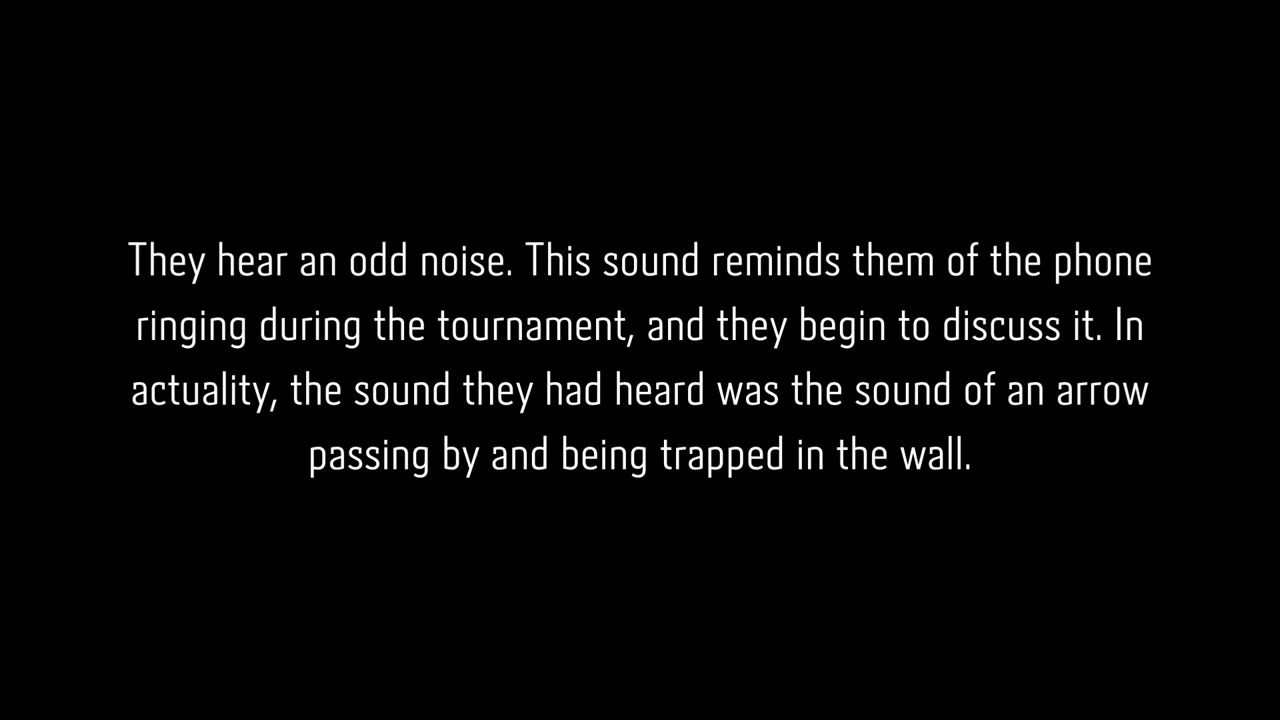 They hear an odd noise. This sound reminds them of the phone
ringing during the tournament, and they begin to discuss it. In
actuality, the sound they had heard was the sound of an arrow
passing by and being trapped in the wall.